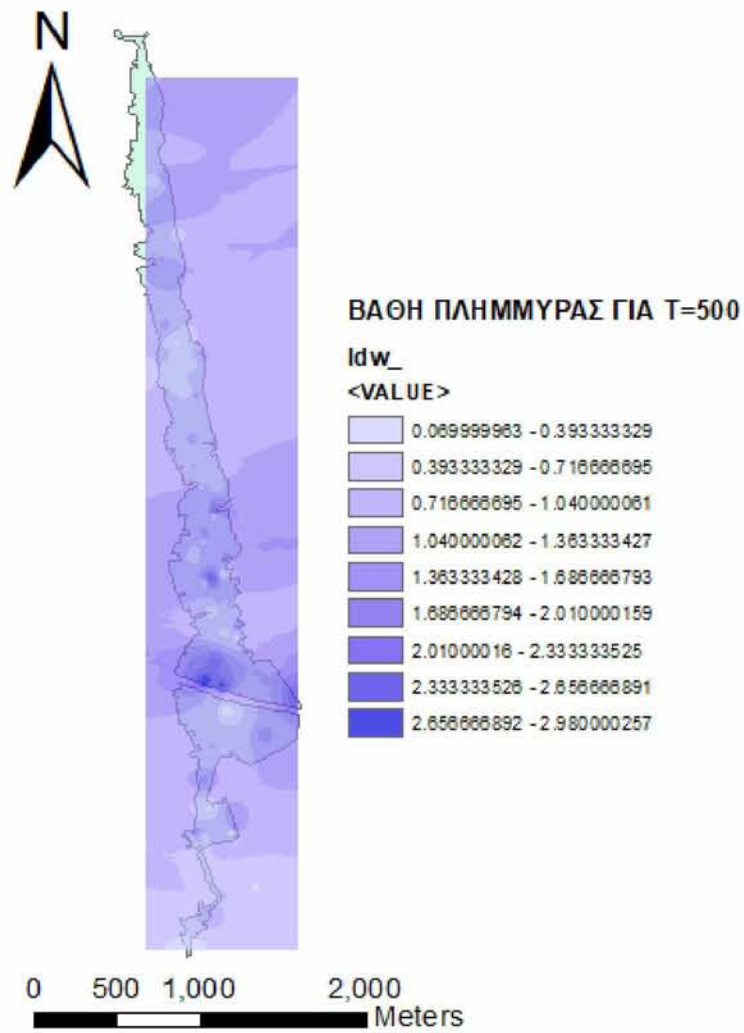 N
ΒΑΘΗ ΠΛΗΜΜΥΡΑΣ ΓΙΑ Τ=500
Idw_
<VALUE>
0.069999963 - 0.393333329
0.393333329 - 0.716666695
0.716666695 - 1.040000061
1.040000062 - 1.363333427
1.363333428 - 1.686666793
1.686666794 - 2.010000159
2.01000016 - 2.333333525
2.333333526 - 2.656666891
2.656666892 - 2.980000257
0 500 1,000 2,000
Meters